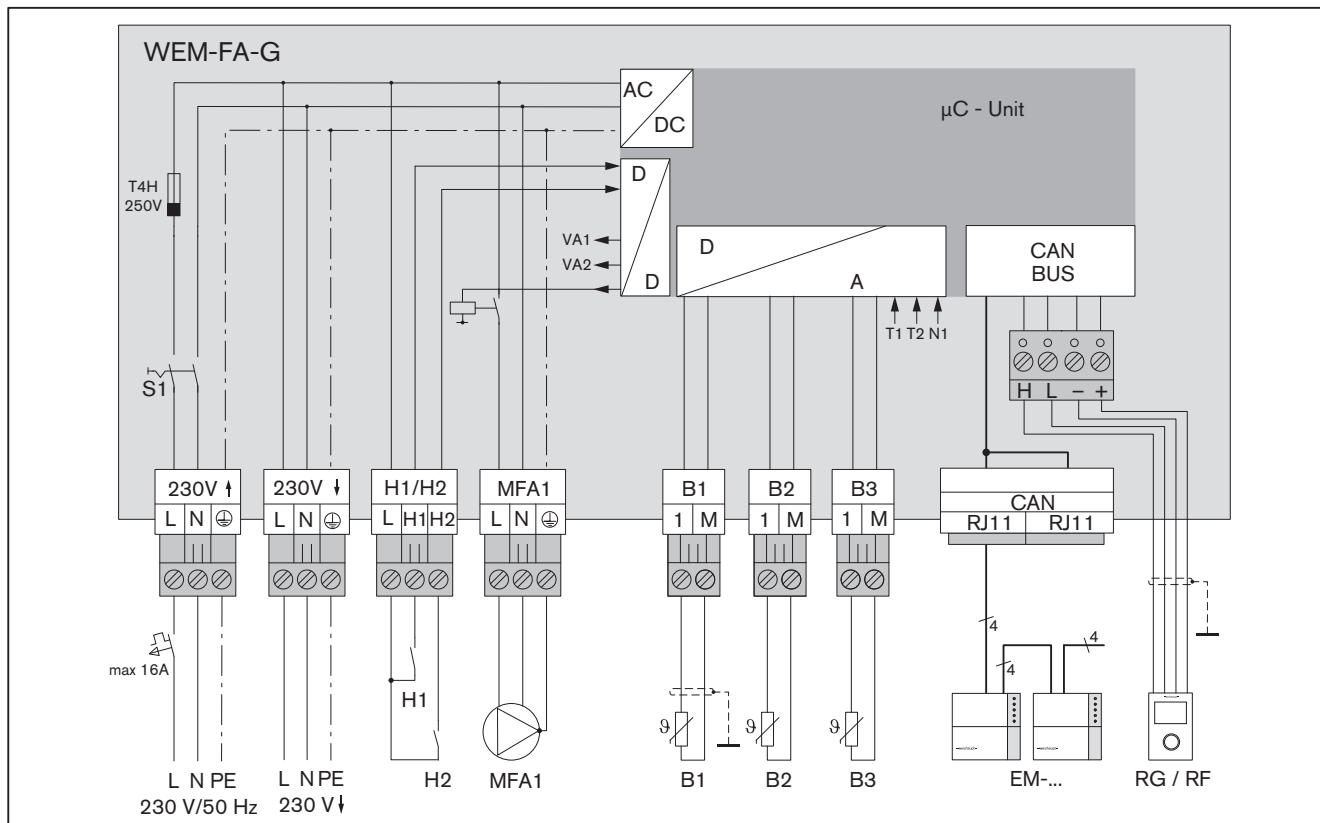 WEM-FA-G
AC
DC
µC - Unit
T4H
250V
D
D
VA1
VA2
D
A
T1 T2 N1
CAN
BUS
S1
H L – +
230V
L N
230V
L N
H1/H2
L H1 H2
MFA1
L N
B1
1 M
B2
1 M
B3
1 M
CAN
RJ11 RJ11
max 16A
H1
H2
4
4
4
ϑ
ϑ
ϑ
L N PE
230 V/50 Hz
L N PE
230 V
MFA1
B1
B2
B3
EM-...
RG / RF